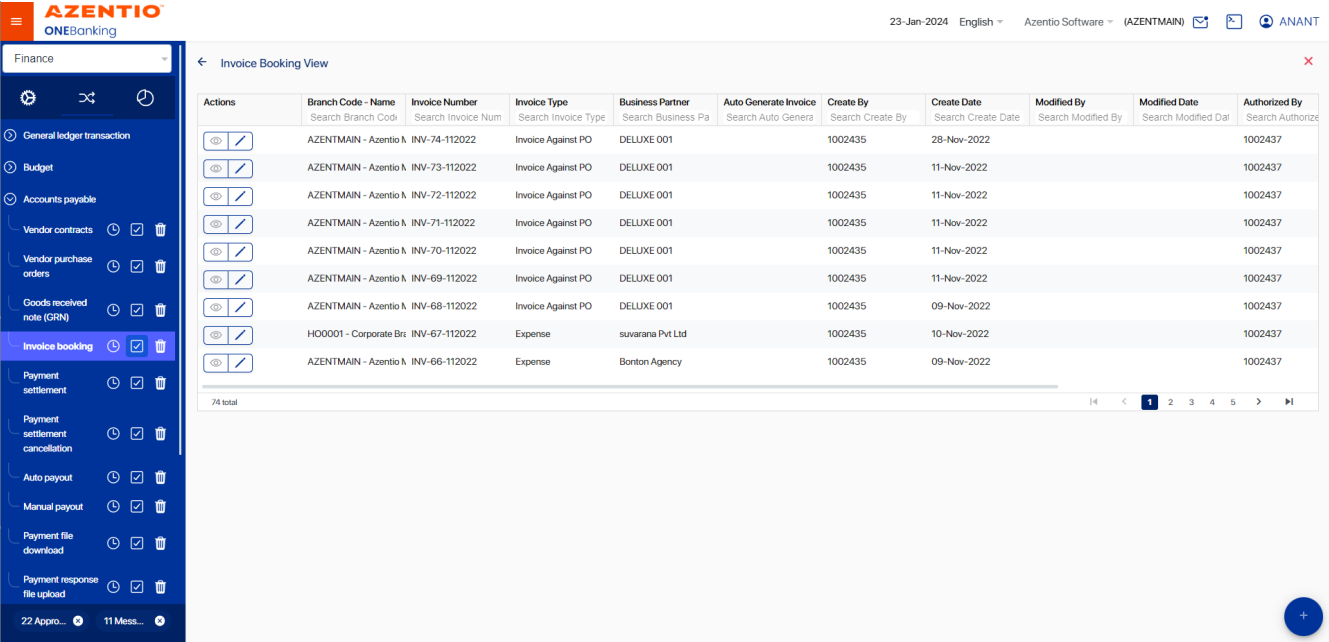 AZENTIO™
ONEBanking
23-Jan-2024 English Azentio Software (AZENTMAIN) ANANT
Finance
General ledger transaction
Budget
Accounts payable
Vendor contracts
Vendor purchase
orders
Goods received
note (GRN)
Invoice booking
Payment
settlement
Payment
settlement
cancellation
Auto payout
Manual payout
Payment file
download
Payment response
file upload
22 Appro... 11 Mess...
Invoice Booking View
Actions Branch Code - Name Invoice Number Invoice Type Business Partner Auto Generate Invoice Create By Create Date Modified By Modified Date Authorized By
Search Branch Code Search Invoice Num Search Invoice Type Search Business Pa Search Auto Genera Search Create By Search Create Date Search Modified By Search Modified Dat Search Authorize
AZENTMAIN - Azentio M INV-74-112022 Invoice Against PO DELUXE 001 1002435 28-Nov-2022 1002437
AZENTMAIN - Azentio M INV-73-112022 Invoice Against PO DELUXE 001 1002435 11-Nov-2022 1002437
AZENTMAIN - Azentio M INV-72-112022 Invoice Against PO DELUXE 001 1002435 11-Nov-2022 1002437
AZENTMAIN - Azentio M INV-71-112022 Invoice Against PO DELUXE 001 1002435 11-Nov-2022 1002437
AZENTMAIN - Azentio M INV-70-112022 Invoice Against PO DELUXE 001 1002435 11-Nov-2022 1002437
AZENTMAIN - Azentio M INV-69-112022 Invoice Against PO DELUXE 001 1002435 11-Nov-2022 1002437
AZENTMAIN - Azentio M INV-68-112022 Invoice Against PO DELUXE 001 1002435 09-Nov-2022 1002437
HO0001 - Corporate Bra INV-67-112022 Expense suvarana Pvt Ltd 1002435 10-Nov-2022 1002437
AZENTMAIN - Azentio M INV-66-112022 Expense Bonton Agency 1002435 09-Nov-2022 1002437
74 total 1 2 3 4 5